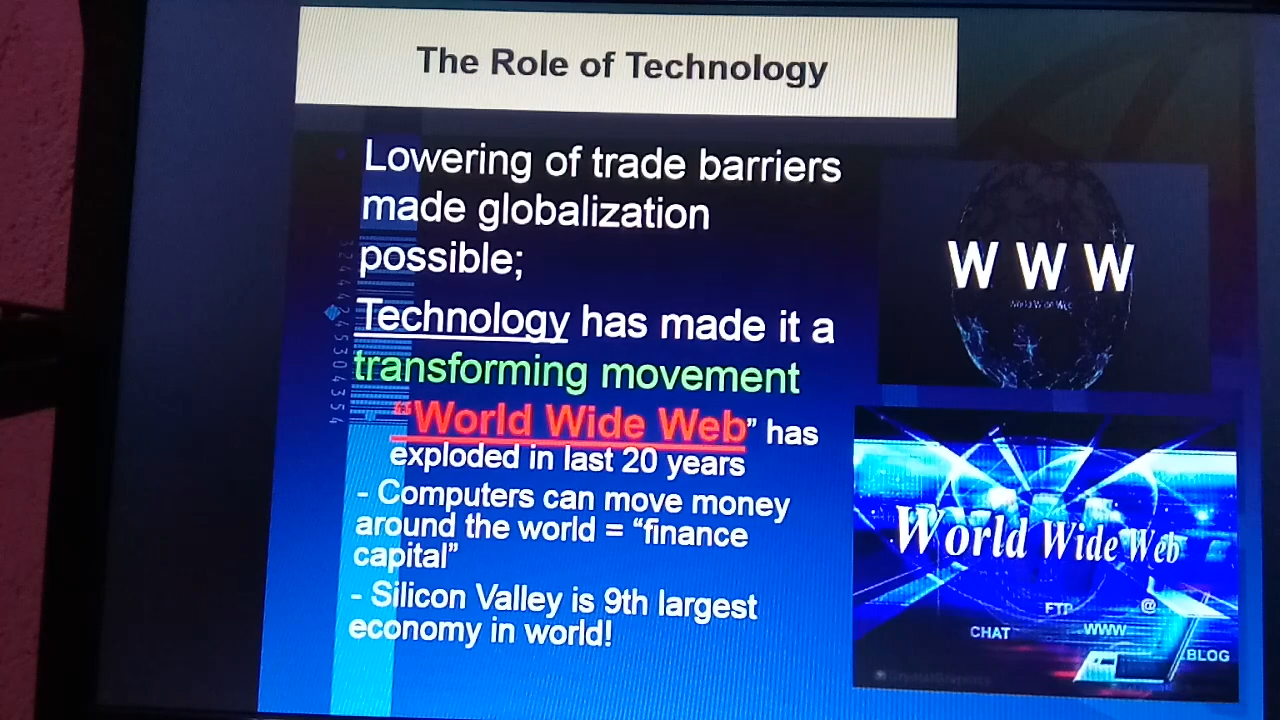 The Role of Technology
Lowering of trade barriers
made globalization
possible;
Technology has made it a
transforming movement
“World Wide Web” has
exploded in last 20 years
- Computers can move money
around the world = “finance
capital”
- Silicon Valley is 9th largest
economy in world!
W W W
World Wide Web
FTP
@
CHAT
WWW
BLOG